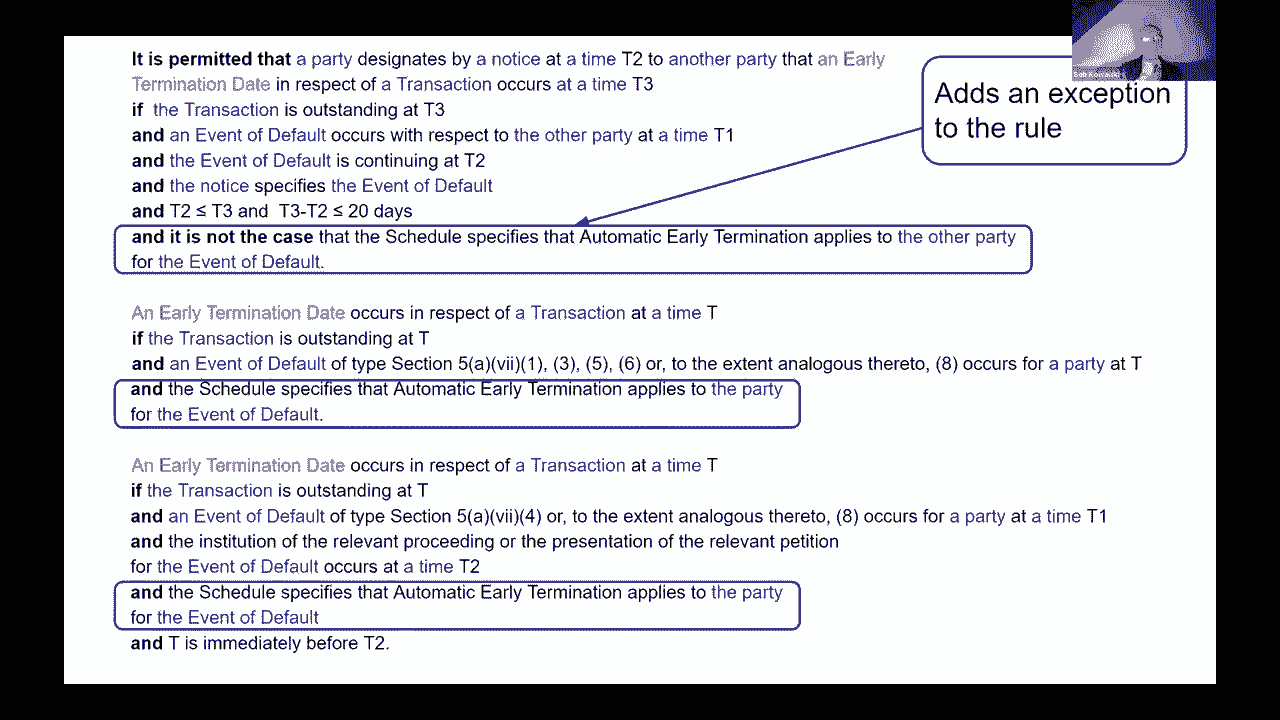 It is permitted that a party designates by a notice at a time T2 to another party that an Early
Termination Date in respect of a Transaction occurs at a time T3
if the Transaction is outstanding at T3
and an Event of Default occurs with respect to the other party at a time T1
and the Event of Default is continuing at T2
and the notice specifies the Event of Default
and T2 ≤ T3 and T3-T2 ≤ 20 days
and it is not the case that the Schedule specifies that Automatic Early Termination applies to the other party
for the Event of Default.
Adds an exception
to the rule
An Early Termination Date occurs in respect of a Transaction at a time T
if the Transaction is outstanding at T
and an Event of Default of type Section 5(a)(vii)(1), (3), (5), (6) or, to the extent analogous thereto, (8) occurs for a party at T
and the Schedule specifies that Automatic Early Termination applies to the party
for the Event of Default.
An Early Termination Date occurs in respect of a Transaction at a time T
if the Transaction is outstanding at T
and an Event of Default of type Section 5(a)(vii)(4) or, to the extent analogous thereto, (8) occurs for a party at a time T1
and the institution of the relevant proceeding or the presentation of the relevant petition
for the Event of Default occurs at a time T2
and the Schedule specifies that Automatic Early Termination applies to the party
for the Event of Default
and T is immediately before T2.